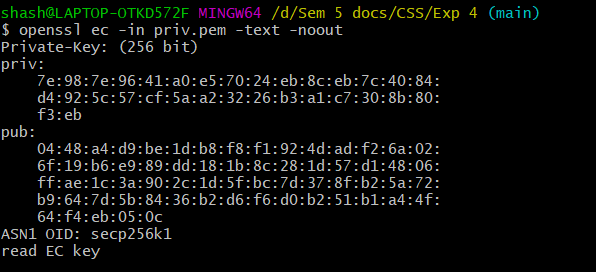 shash@LAPTOP-OTKD572F MINGW64 /d/Sem 5 docs/CSS/Exp 4 (main)
$ openssl ec -in priv.pem -text -noout
Private-Key: (256 bit)
priv:
    7e:98:7e:96:41:a0:e5:70:24:eb:8c:eb:7c:40:84:
    d4:92:5c:57:cf:5a:a2:32:26:b3:a1:c7:30:8b:80:
    f3:eb
pub:
    04:48:a4:d9:be:1d:b8:f8:f1:92:4d:ad:f2:6a:02:
    6f:19:b6:e9:89:dd:18:1b:8c:28:1d:57:d1:48:06:
    ff:ae:1c:3a:90:2c:1d:5f:bc:7d:37:8f:b2:5a:72:
    b9:64:7d:5b:84:36:b2:d6:f6:d0:b2:51:b1:a4:4f:
    64:f4:eb:05:0c
ASN1 OID: secp256k1
read EC key